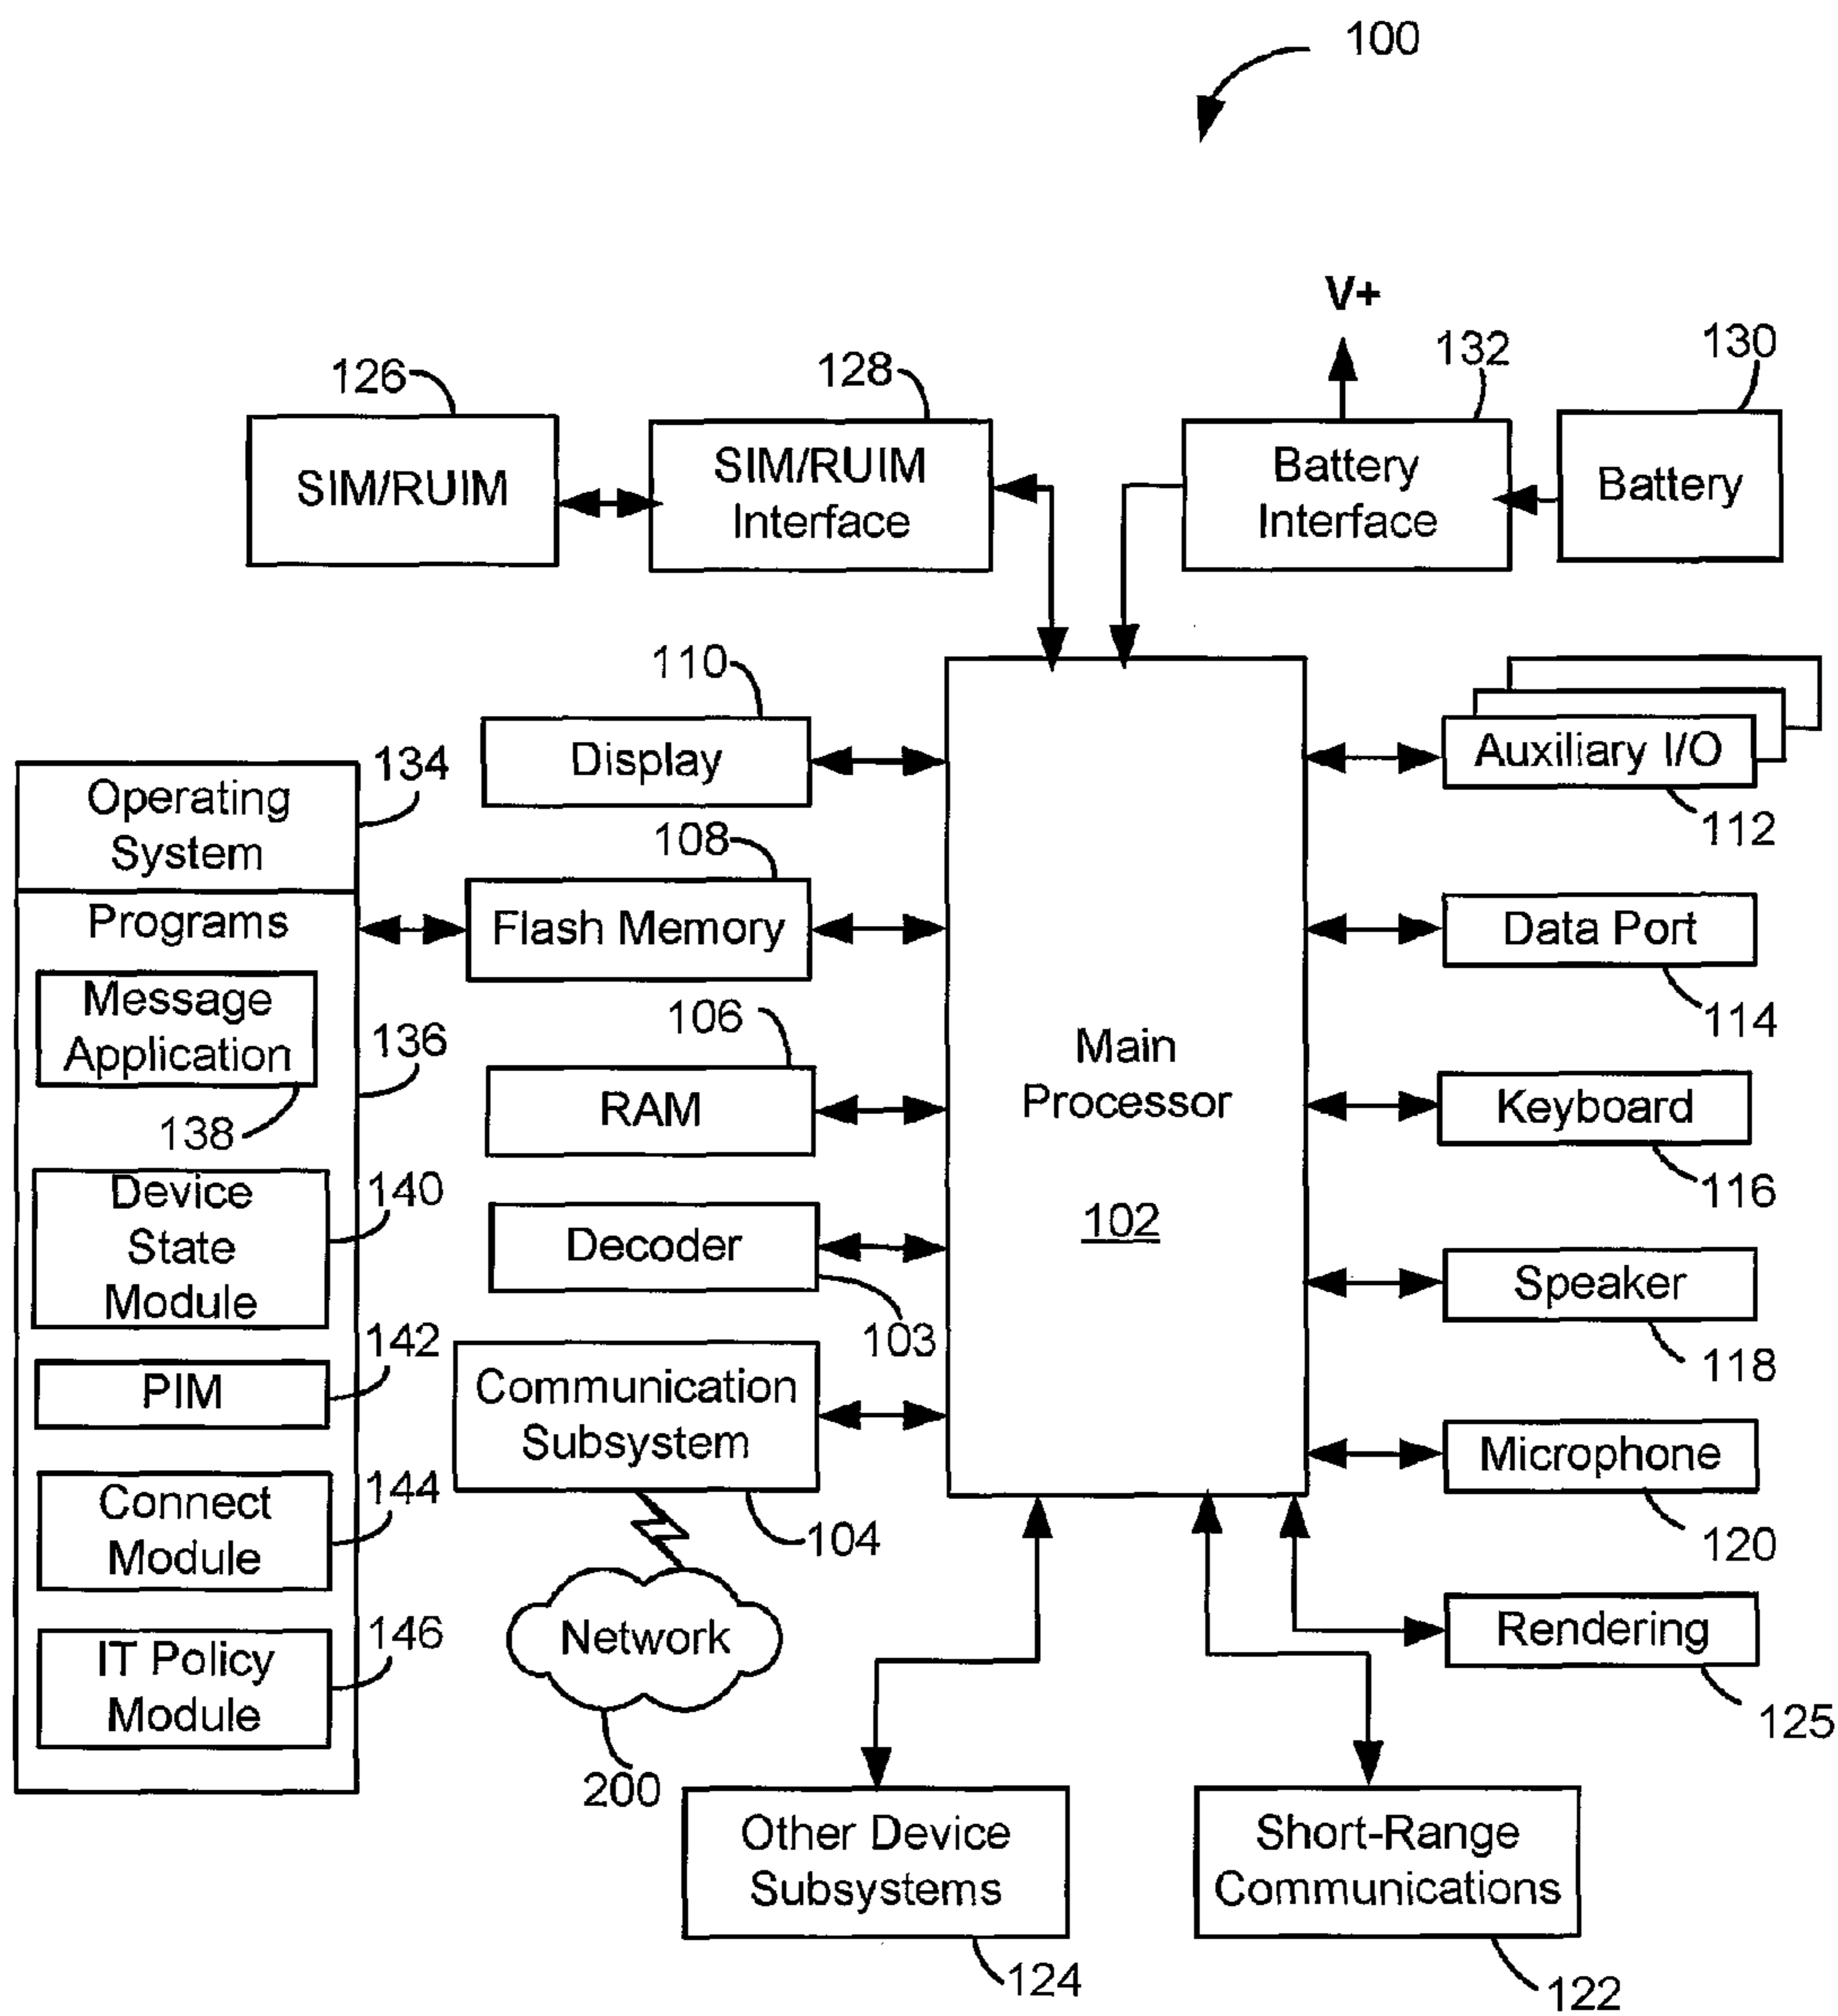 100
V+
132
130
126
128
SIM/RUIM
SIM/RUIM
Interface
Battery
Interface
Battery
110
Display
Auxiliary I/O
112
134
Operating
System
108
Programs
Flash Memory
Data Port
114
Message
Application
138
136
106
RAM
Main
Processor
102
Keyboard
116
Device
State
Module
140
Decoder
103
Speaker
118
142
PIM
Communication
Subsystem
104
Microphone
120
Connect
Module
144
Network
200
Rendering
125
IT Policy
Module
146
Other Device
Subsystems
124
Short-Range
Communications
122